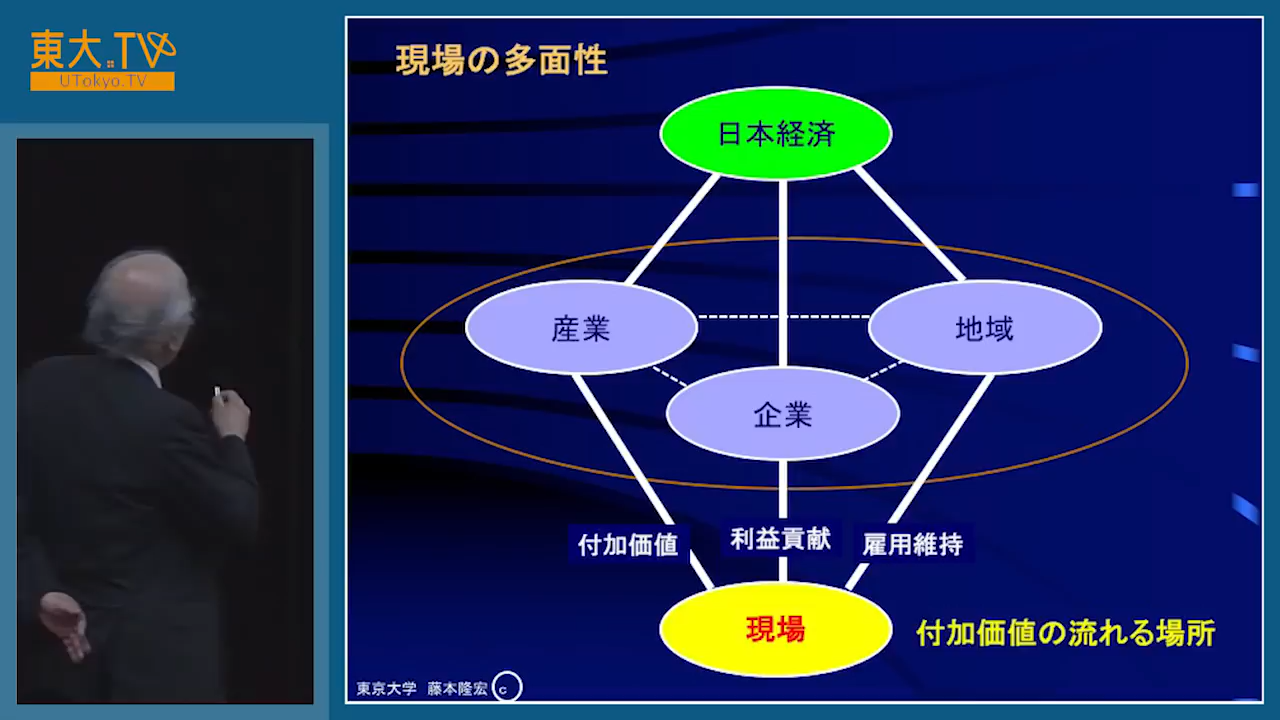 東大.TV
UTokyo.TV
現場の多面性
日本経済
産業
地域
企業
付加価値
利益貢献
雇用維持
現場
付加価値の流れる場所
東京大学 藤本隆宏 c